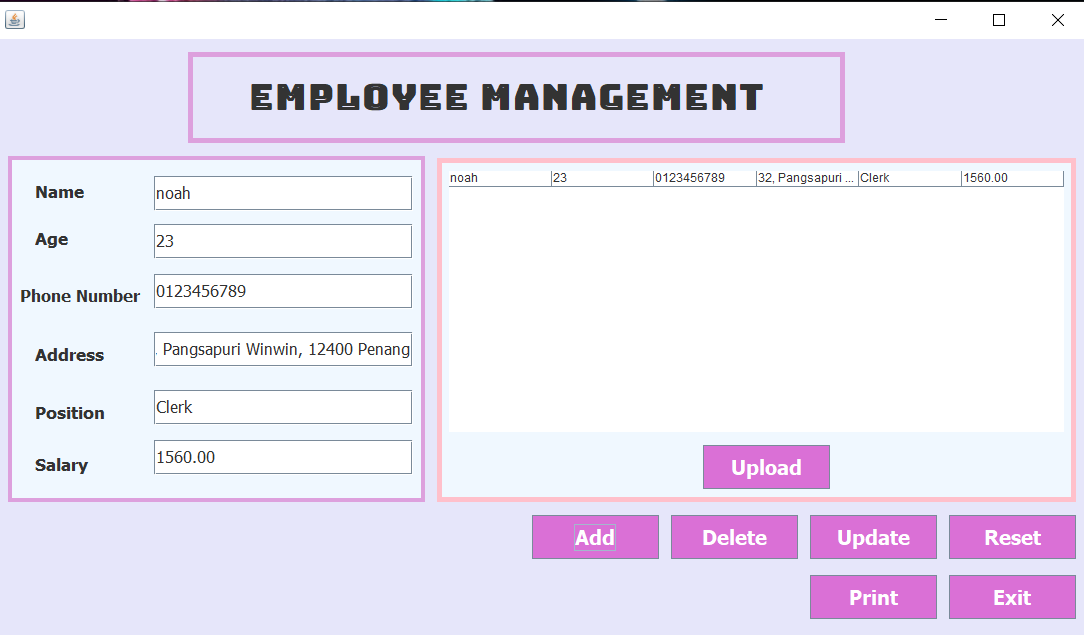 EMPLOYEE MANAGEMENT
Name noah
Age 23
Phone Number 0123456789
Address Pangsapuri Winwin, 12400 Penang
Position Clerk
Salary 1560.00
noah 23 0123456789 32, Pangsapuri ... Clerk 1560.00
Upload
Add Delete Update Reset
Print Exit